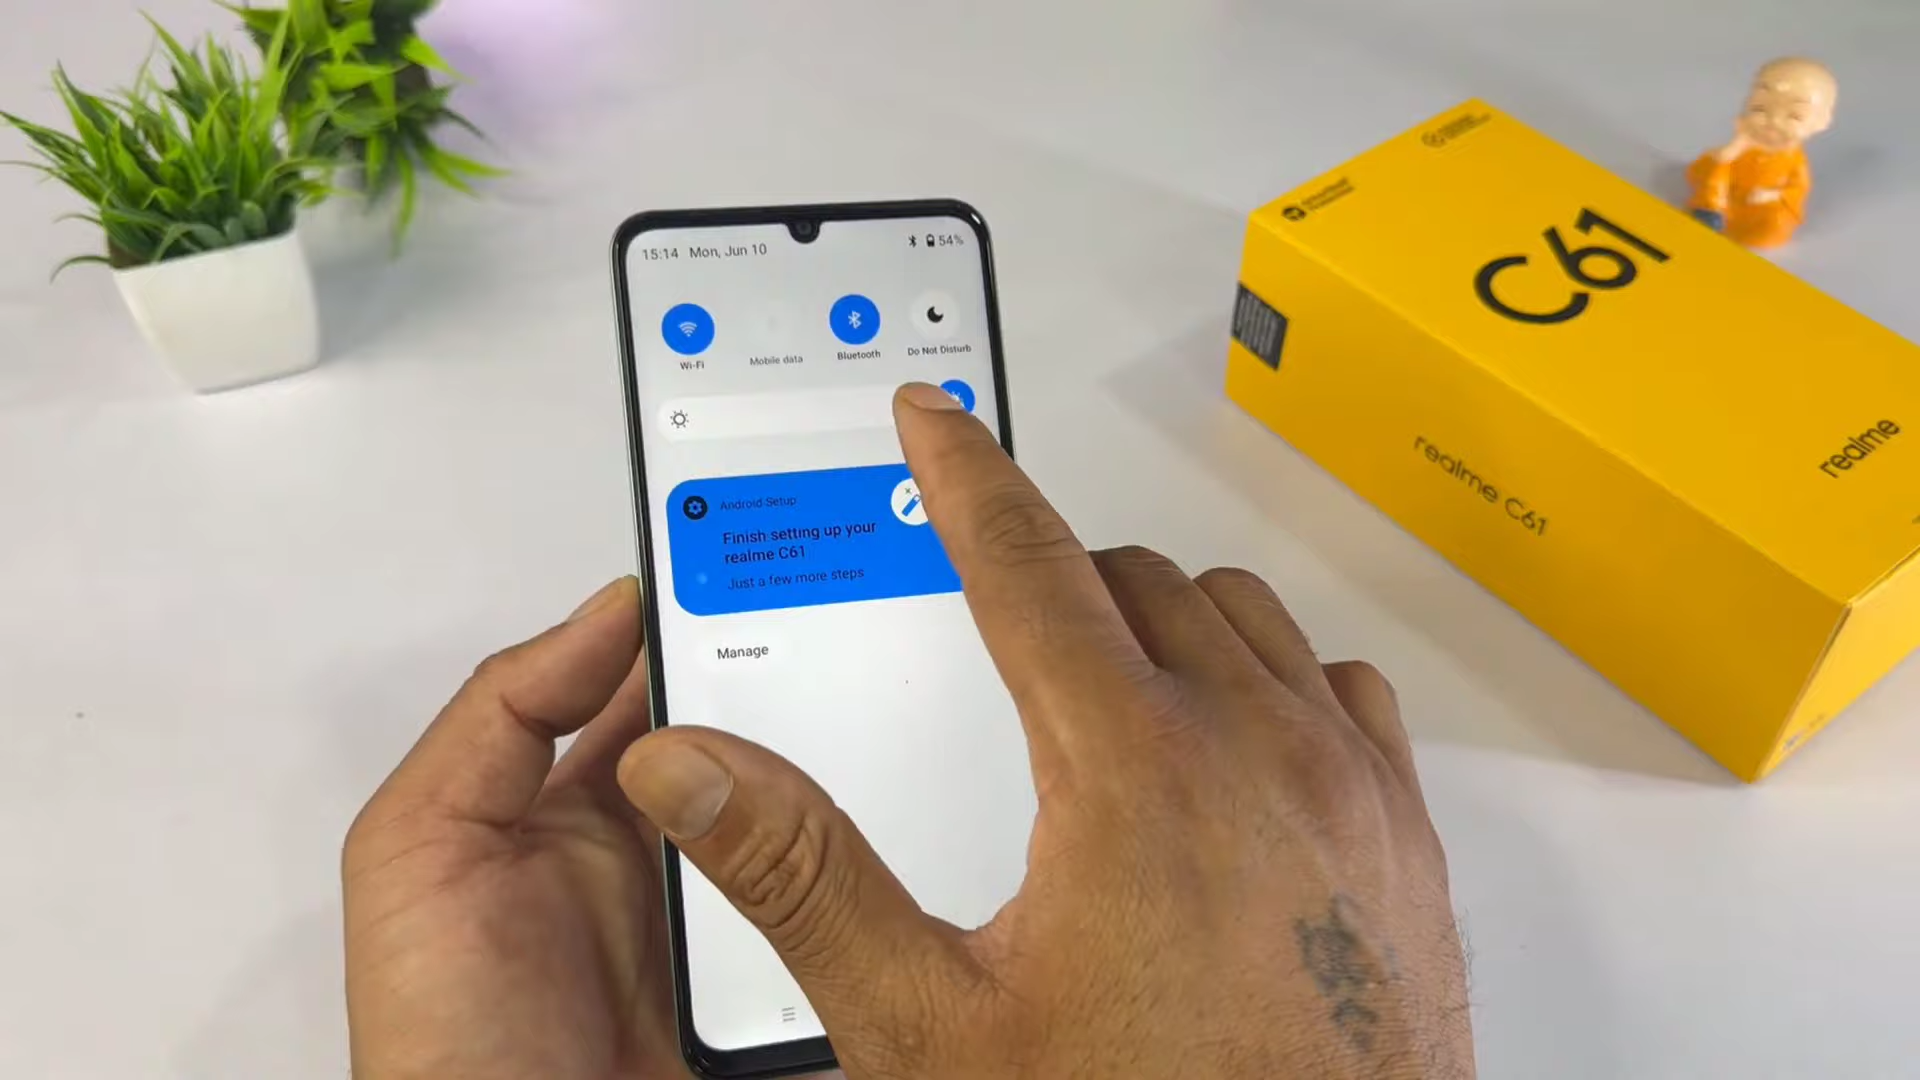 15:14 Mon, Jun 10
54%
Wi-Fi
Mobile data
Bluetooth
Do Not Disturb
Android Setup
Finish setting up your
realme C61
Just a few more steps
Manage
C61
realme C61
realme